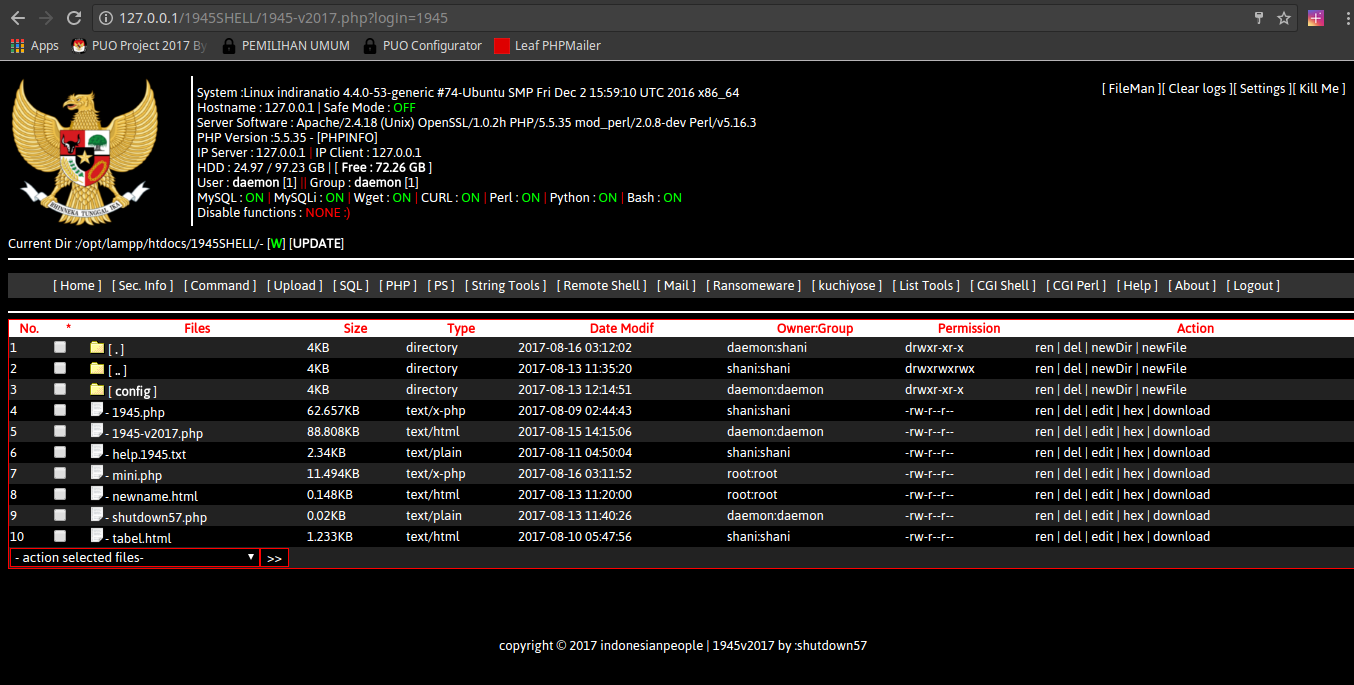 127.0.0.1/1945SHELL/1945-v2017.php?login=1945
Apps PUO Project 2017 By PEMILIHAN UMUM PUO Configurator Leaf PHPMailer
System :Linux indiranatio 4.4.0-53-generic #74-Ubuntu SMP Fri Dec 2 15:59:10 UTC 2016 x86_64
[ FileMan ][ Clear logs ][ Settings ][ Kill Me ]
Hostname : 127.0.0.1 | Safe Mode : OFF
Server Software : Apache/2.4.18 (Unix) OpenSSL/1.0.2h PHP/5.5.35 mod_perl/2.0.8-dev Perl/v5.16.3
PHP Version :5.5.35 - [PHPINFO]
IP Server : 127.0.0.1 | IP Client : 127.0.0.1
HDD : 24.97 / 97.23 GB | [ Free : 72.26 GB ]
User : daemon [1] || Group : daemon [1]
MySQL : ON | MySQLi : ON | Wget : ON | CURL : ON | Perl : ON | Python : ON | Bash : ON
Disable functions : NONE :)
BHINNEKA TUNGGAL IKA
Current Dir :/opt/lampp/htdocs/1945SHELL/- [W] [UPDATE]
[ Home ] [ Sec. Info ] [ Command ] [ Upload ] [ SQL ] [ PHP ] [ PS ] [ String Tools ] [ Remote Shell ] [ Mail ] [ Ransomeware ] [ kuchiyose ] [ List Tools ] [ CGI Shell ] [ CGI Perl ] [ Help ] [ About ] [ Logout ]
No. * Files Size Type Date Modif Owner:Group Permission Action
1 [ . ] 4KB directory 2017-08-16 03:12:02 daemon:shani drwxr-xr-x ren | del | newDir | newFile
2 [ .. ] 4KB directory 2017-08-13 11:35:20 shani:shani drwxrwxrwx ren | del | newDir | newFile
3 [ config ] 4KB directory 2017-08-13 12:14:51 daemon:daemon drwxr-xr-x ren | del | newDir | newFile
4 - 1945.php 62.657KB text/x-php 2017-08-09 02:44:43 shani:shani -rw-r--r-- ren | del | edit | hex | download
5 - 1945-v2017.php 88.808KB text/html 2017-08-15 14:15:06 daemon:daemon -rw-r--r-- ren | del | edit | hex | download
6 - help.1945.txt 2.34KB text/plain 2017-08-11 04:50:04 shani:shani -rw-r--r-- ren | del | edit | hex | download
7 - mini.php 11.494KB text/x-php 2017-08-16 03:11:52 root:root -rw-r--r-- ren | del | edit | hex | download
8 - newname.html 0.148KB text/html 2017-08-13 11:20:00 root:root -rw-r--r-- ren | del | edit | hex | download
9 - shutdown57.php 0.02KB text/plain 2017-08-13 11:40:26 daemon:daemon -rw-r--r-- ren | del | edit | hex | download
10 - tabel.html 1.233KB text/html 2017-08-10 05:47:56 shani:shani -rw-r--r-- ren | del | edit | hex | download
- action selected files- >>
copyright © 2017 indonesianpeople | 1945v2017 by :shutdown57